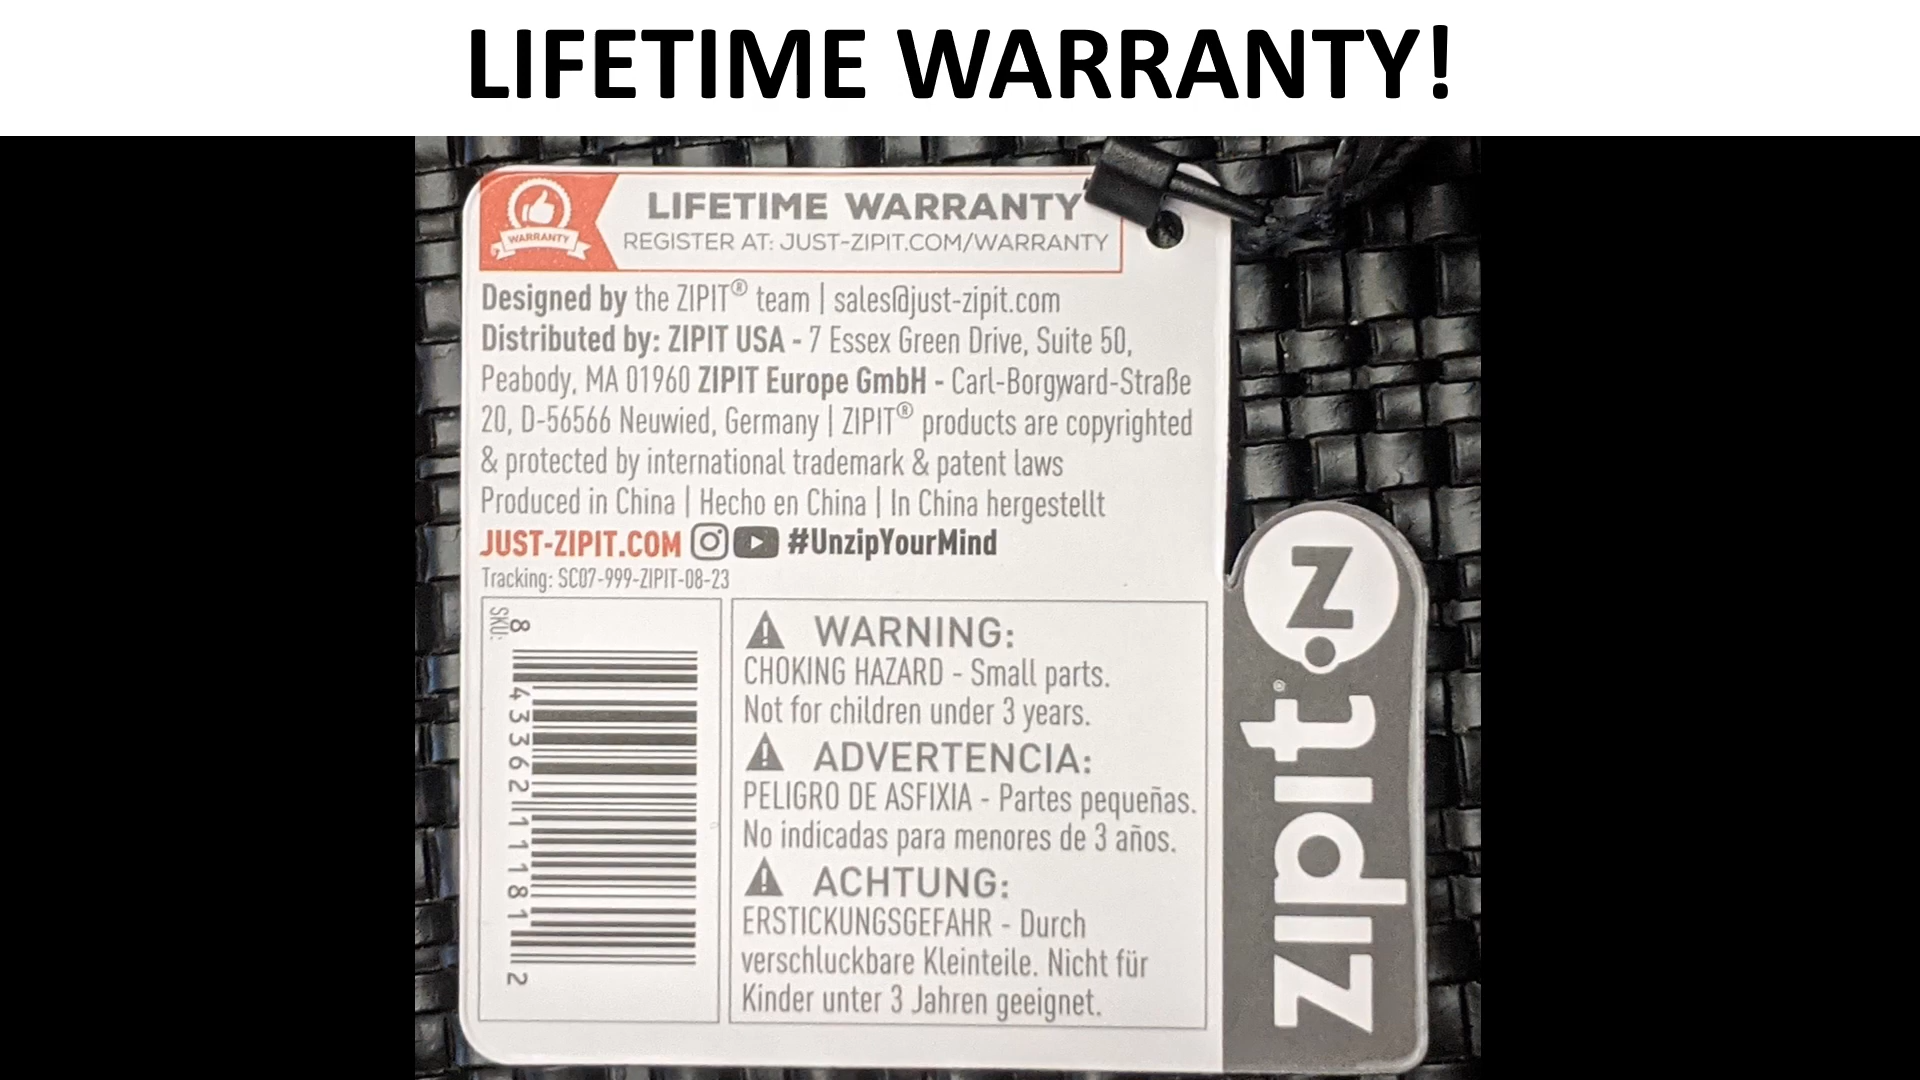 LIFETIME WARRANTY!
WARRANTY
LIFETIME WARRANTY
REGISTER AT: JUST-ZIPIT.COM/WARRANTY
Designed by the ZIPIT® team | sales@just-zipit.com
Distributed by: ZIPIT USA - 7 Essex Green Drive, Suite 50,
Peabody, MA 01960 ZIPIT Europe GmbH - Carl-Borgward-Straße
20, D-56566 Neuwied, Germany | ZIPIT® products are copyrighted
& protected by international trademark & patent laws
Produced in China | Hecho en China | In China hergestellt
JUST-ZIPIT.COM #UnzipYourMind
Tracking: SC07-999-ZIPIT-08-23
SKU:
8 43362 11181 2
WARNING:
CHOKING HAZARD - Small parts.
Not for children under 3 years.
ADVERTENCIA:
PELIGRO DE ASFIXIA - Partes pequeñas.
No indicadas para menores de 3 años.
ACHTUNG:
ERSTICKUNGSGEFAHR - Durch
verschluckbare Kleinteile. Nicht für
Kinder unter 3 Jahren geeignet.
zipit®
Z